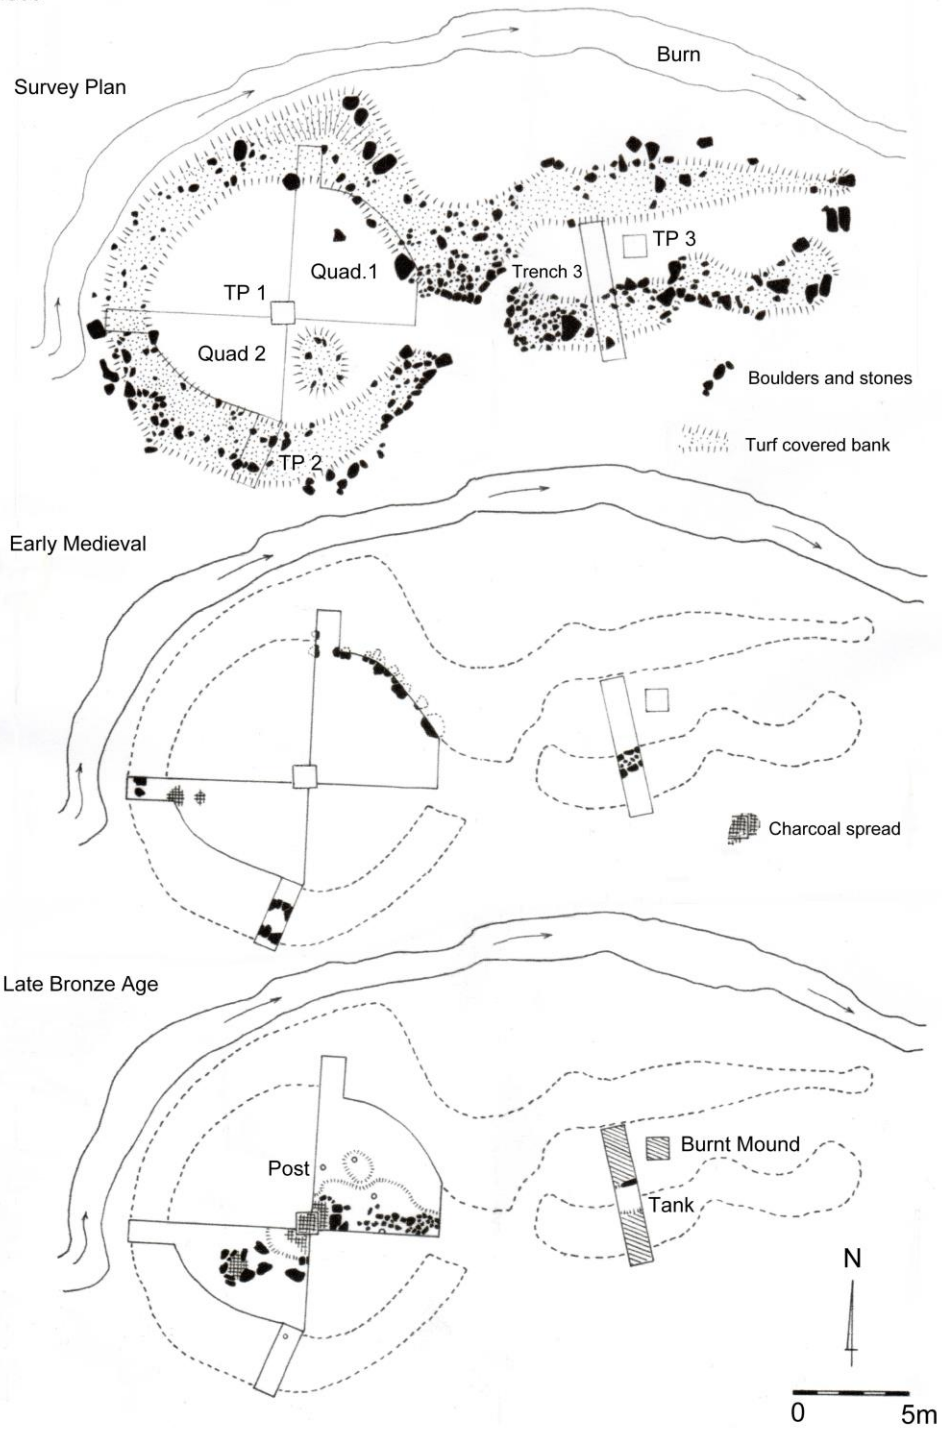 Survey Plan
Burn
TP 3
Quad.1
Trench 3
TP 1
Quad 2
Boulders and stones
Turf covered bank
TP 2
Early Medieval
Charcoal spread
Late Bronze Age
Post
Burnt Mound
Tank
N
0 5m